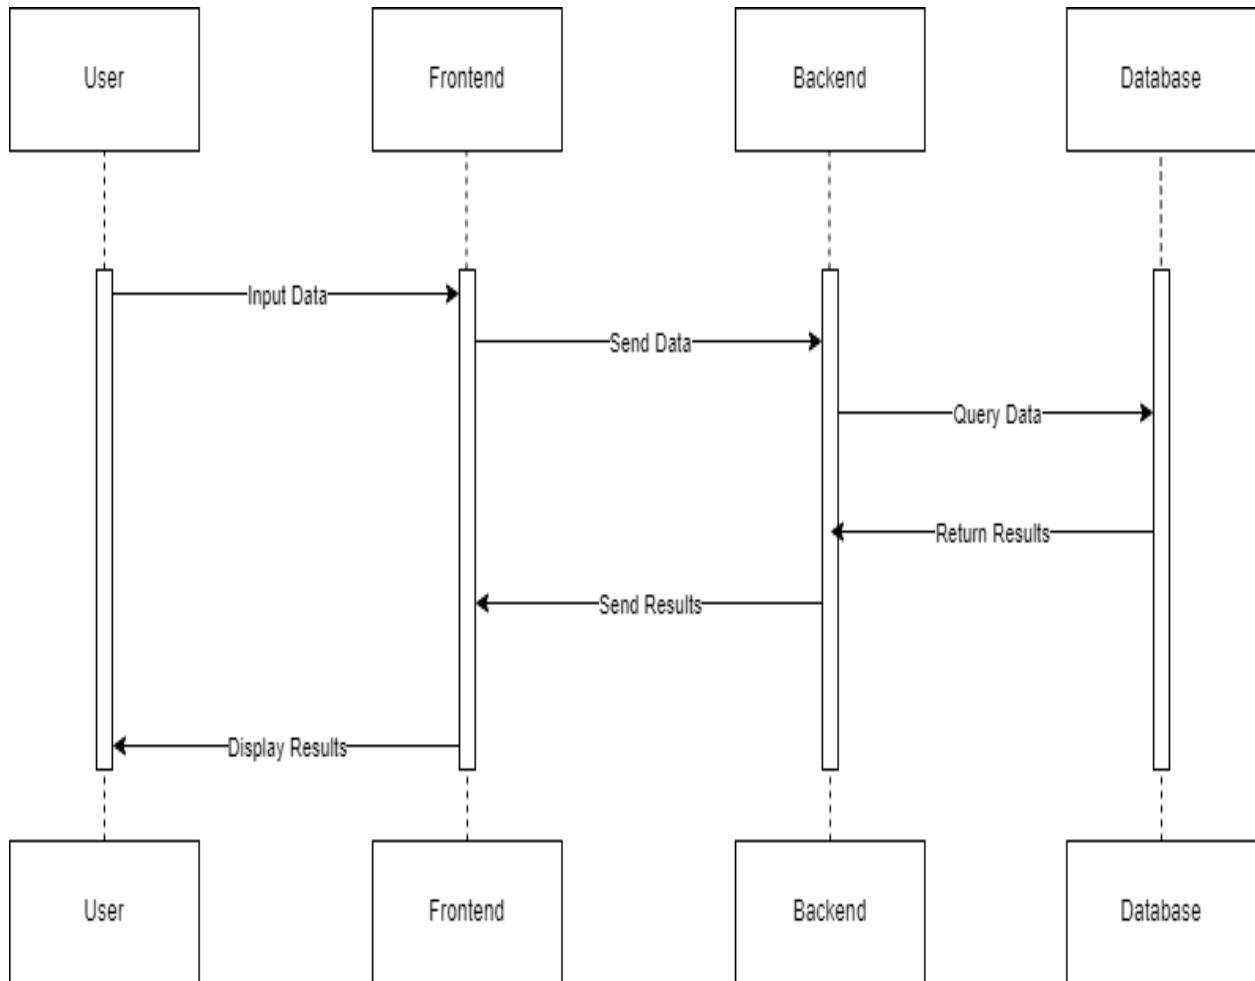 User
Frontend
Backend
Database
Input Data
Send Data
Query Data
Return Results
Send Results
Display Results
User
Frontend
Backend
Database